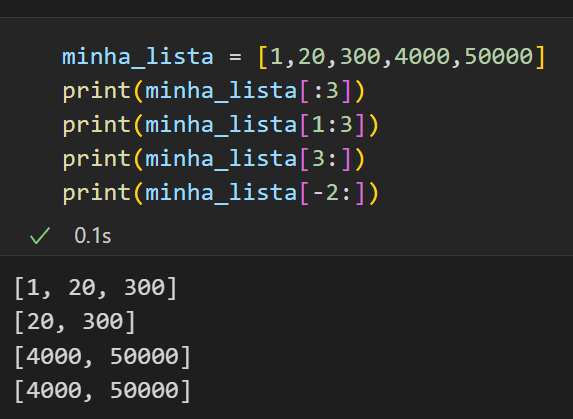 minha_lista = [1,20,300,4000,50000]
print(minha_lista[:3])
print(minha_lista[1:3])
print(minha_lista[3:])
print(minha_lista[-2:])
0.1s
[1, 20, 300]
[20, 300]
[4000, 50000]
[4000, 50000]